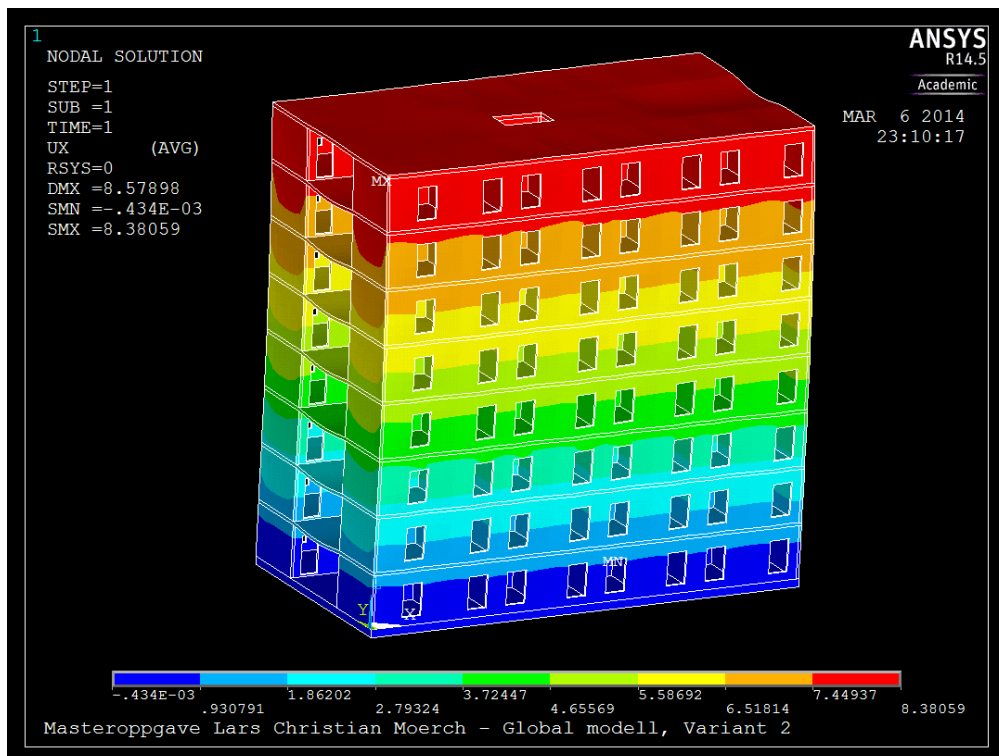 1
NODAL SOLUTION
STEP=1
SUB =1
TIME=1
UX (AVG)
RSYS=0
DMX =8.57898
SMN =-.434E-03
SMX =8.38059
ANSYS
R14.5
Academic
MAR 6 2014
23:10:17
MX
MN
Y
X
-.434E-03
.930791
1.86202
2.79324
3.72447
4.65569
5.58692
6.51814
7.44937
8.38059
Masteroppgave Lars Christian Moerch - Global modell, Variant 2